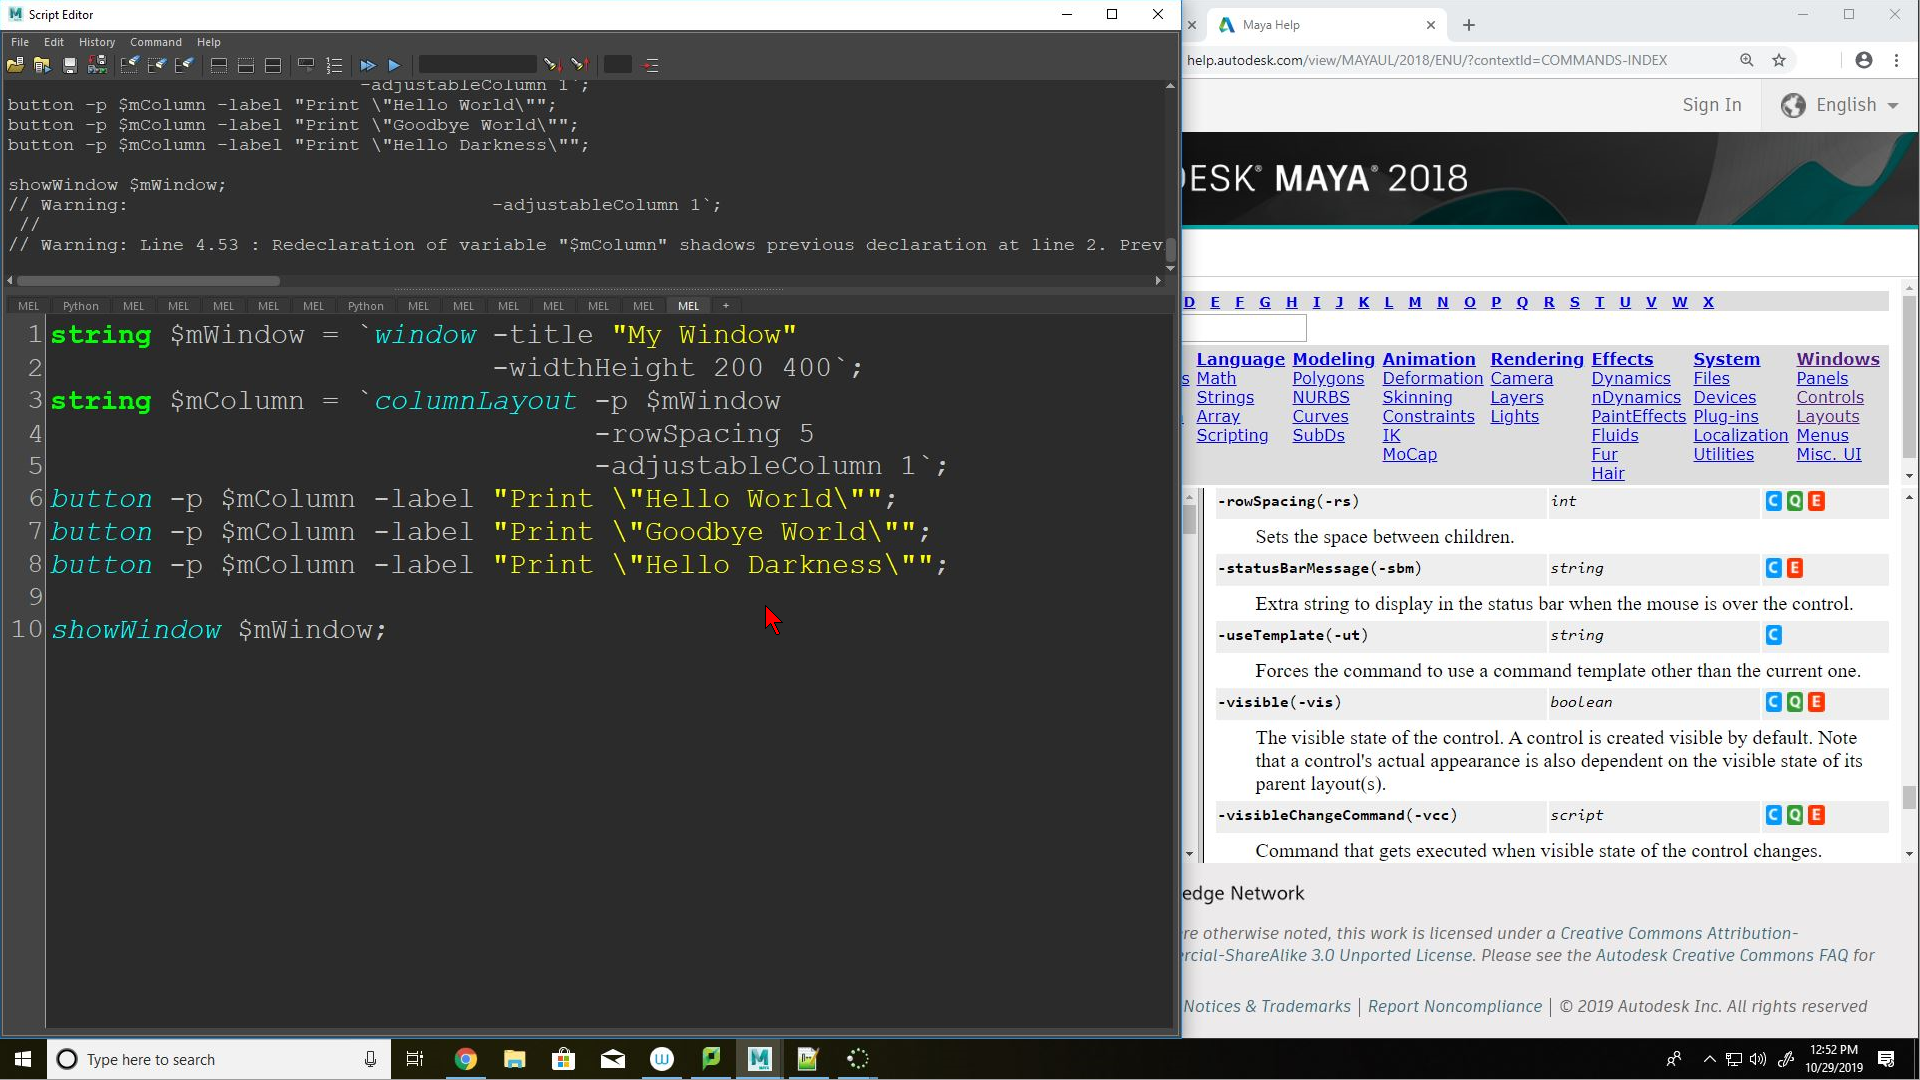 Script Editor
File Edit History Command Help
-adjustableColumn 1`;
button -p $mColumn -label "Print \"Hello World\"";
button -p $mColumn -label "Print \"Goodbye World\"";
button -p $mColumn -label "Print \"Hello Darkness\"";
showWindow $mWindow;
// Warning: -adjustableColumn 1`;
//
// Warning: Line 4.53 : Redeclaration of variable "$mColumn" shadows previous declaration at line 2. Prev
MEL Python MEL MEL MEL MEL MEL Python MEL MEL MEL MEL MEL MEL MEL +
1 string $mWindow = `window -title "My Window"
2 -widthHeight 200 400`;
3 string $mColumn = `columnLayout -p $mWindow
4 -rowSpacing 5
5 -adjustableColumn 1`;
6 button -p $mColumn -label "Print \"Hello World\"";
7 button -p $mColumn -label "Print \"Goodbye World\"";
8 button -p $mColumn -label "Print \"Hello Darkness\"";
9
10 showWindow $mWindow;
Maya Help
help.autodesk.com/view/MAYAUL/2018/ENU/?contextId=COMMANDS-INDEX
Sign In English
DESK® MAYA® 2018
D E F G H I J K L M N O P Q R S T U V W X
Language Modeling Animation Rendering Effects System Windows
s Math Polygons Deformation Camera Dynamics Files Panels
Strings NURBS Skinning Layers nDynamics Devices Controls
Array Curves Constraints Lights PaintEffects Plug-ins Layouts
Scripting SubDs IK Fluids Localization Menus
MoCap Fur Utilities Misc. UI
Hair
-rowSpacing(-rs) int C Q E
Sets the space between children.
-statusBarMessage(-sbm) string C E
Extra string to display in the status bar when the mouse is over the control.
-useTemplate(-ut) string C
Forces the command to use a command template other than the current one.
-visible(-vis) boolean C Q E
The visible state of the control. A control is created visible by default. Note
that a control's actual appearance is also dependent on the visible state of its
parent layout(s).
-visibleChangeCommand(-vcc) script C Q E
Command that gets executed when visible state of the control changes.
edge Network
re otherwise noted, this work is licensed under a Creative Commons Attribution-
ercial-ShareAlike 3.0 Unported License. Please see the Autodesk Creative Commons FAQ for
Notices & Trademarks | Report Noncompliance | © 2019 Autodesk Inc. All rights reserved
Type here to search
12:52 PM
10/29/2019